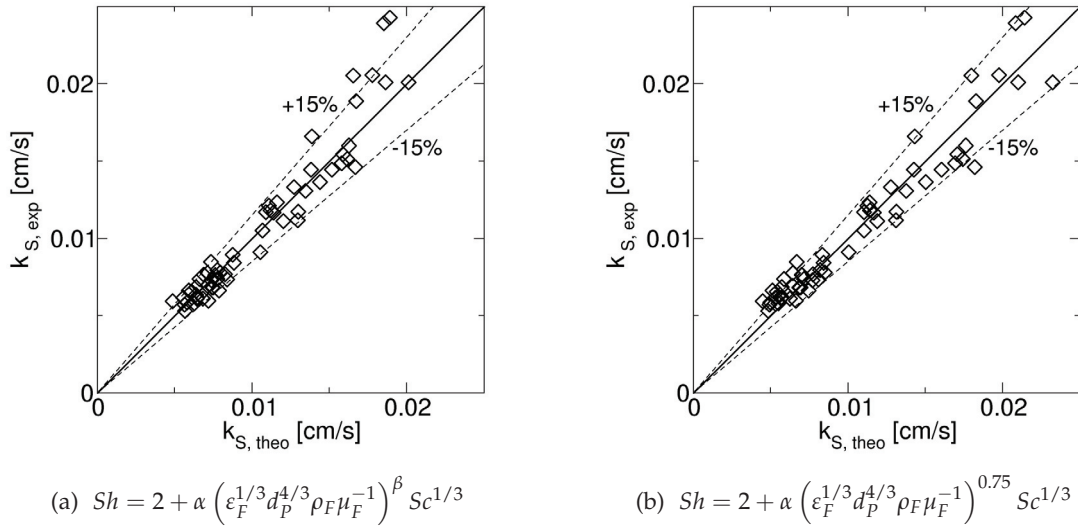 0.02
0.01
0
0
0.01
0.02
k_{S, exp} [cm/s]
k_{S, theo} [cm/s]
+15%
-15%
(a) Sh = 2 + α (ε_F^{1/3} d_P^{4/3} ρ_F μ_F^{-1})^β Sc^{1/3}
0.02
0.01
0
0
0.01
0.02
k_{S, exp} [cm/s]
k_{S, theo} [cm/s]
+15%
-15%
(b) Sh = 2 + α (ε_F^{1/3} d_P^{4/3} ρ_F μ_F^{-1})^{0.75} Sc^{1/3}